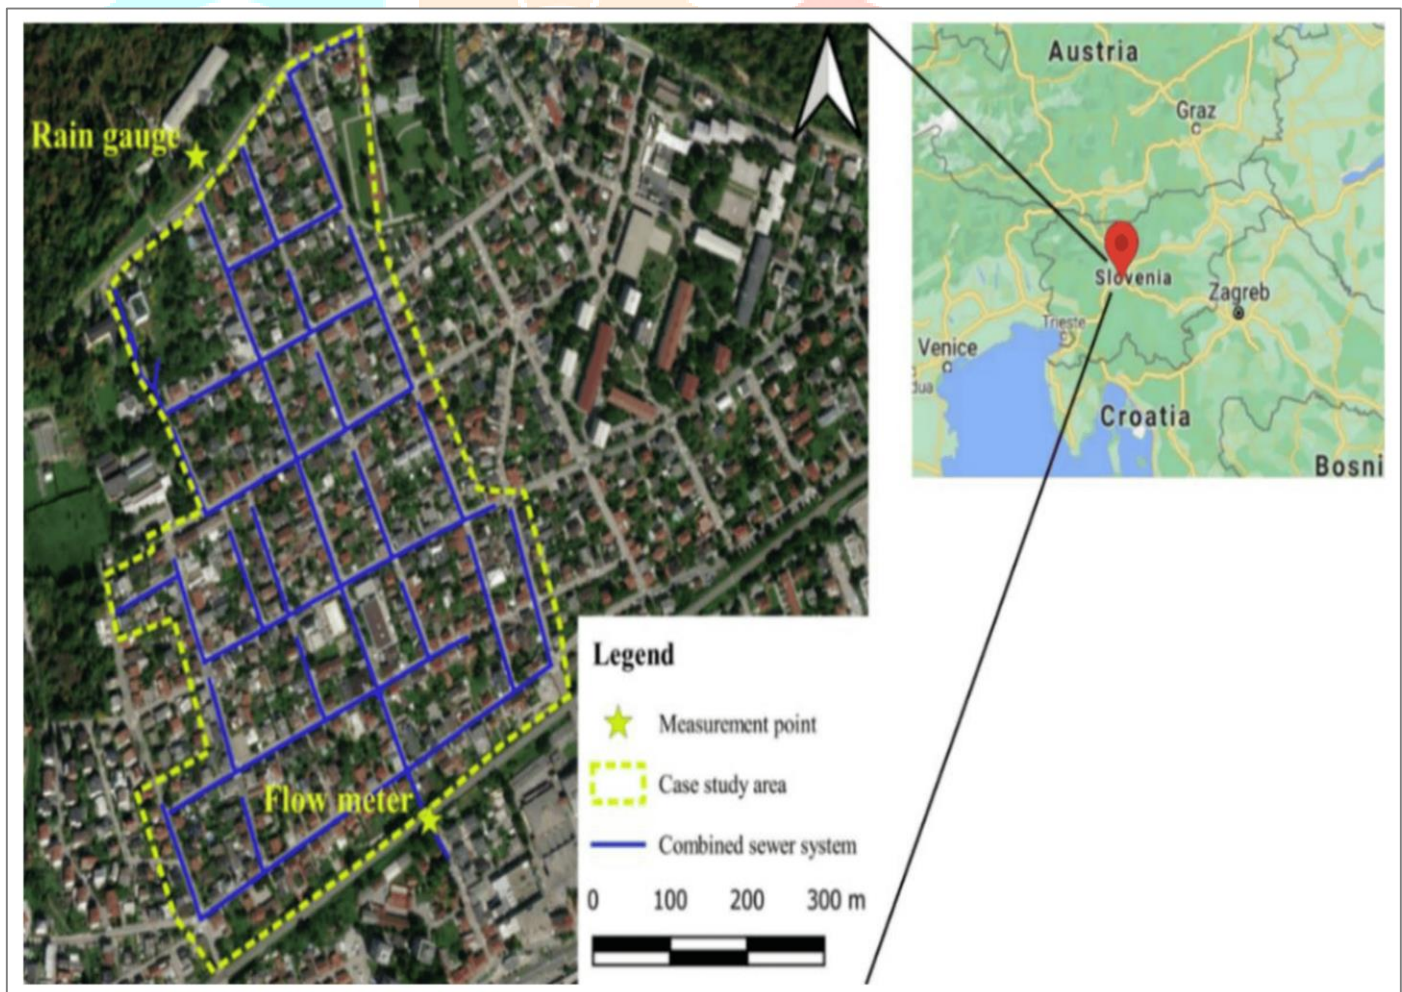 Rain gauge
Flow meter
Legend
Measurement point
Case study area
Combined sewer system
0 100 200 300 m
Austria
Graz
Slovenia
Zagreb
Trieste
Venice
dua
Croatia
Bosni